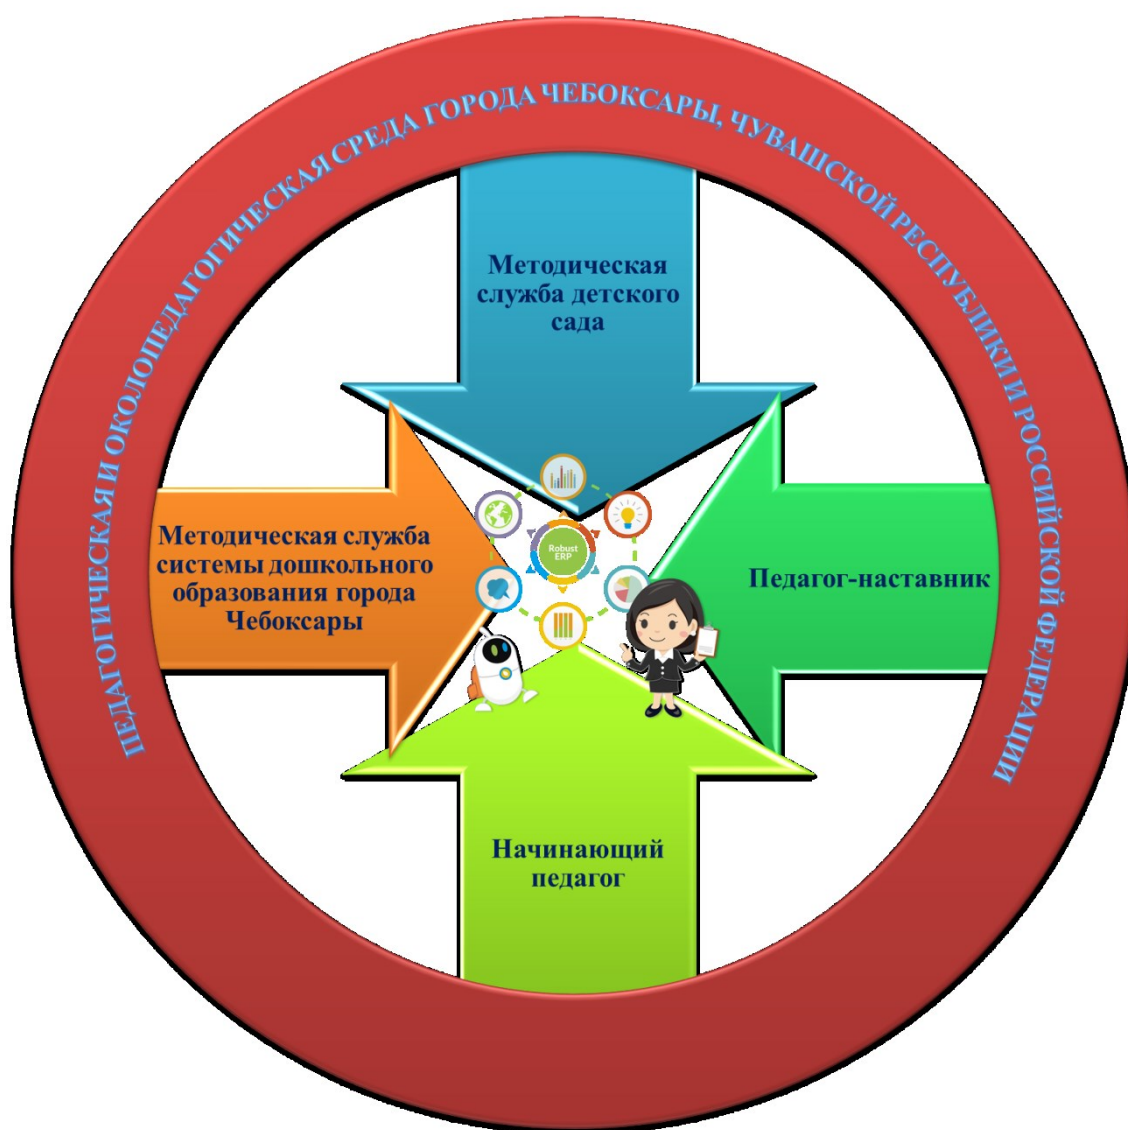 ПЕДАГОГИЧЕСКАЯ И ОКОЛОПЕДАГОГИЧЕСКАЯ СРЕДА ГОРОДА ЧЕБОКСАРЫ, ЧУВАШСКОЙ РЕСПУБЛИКИ И РОССИЙСКОЙ ФЕДЕРАЦИИ
Методическая
служба детского
сада
Методическая служба
системы дошкольного
образования города
Чебоксары
Robust
ERP
Педагог-наставник
Начинающий
педагог